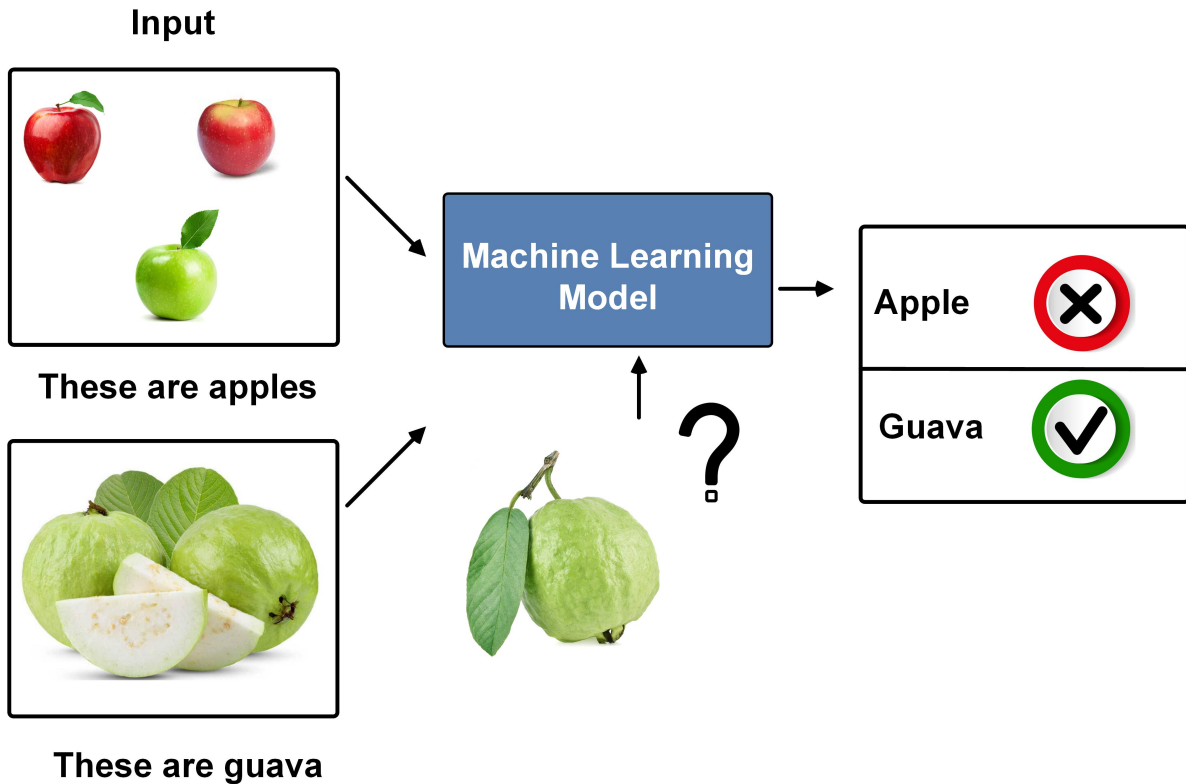 Input
These are apples
These are guava
Machine Learning
Model
?
Apple
Guava